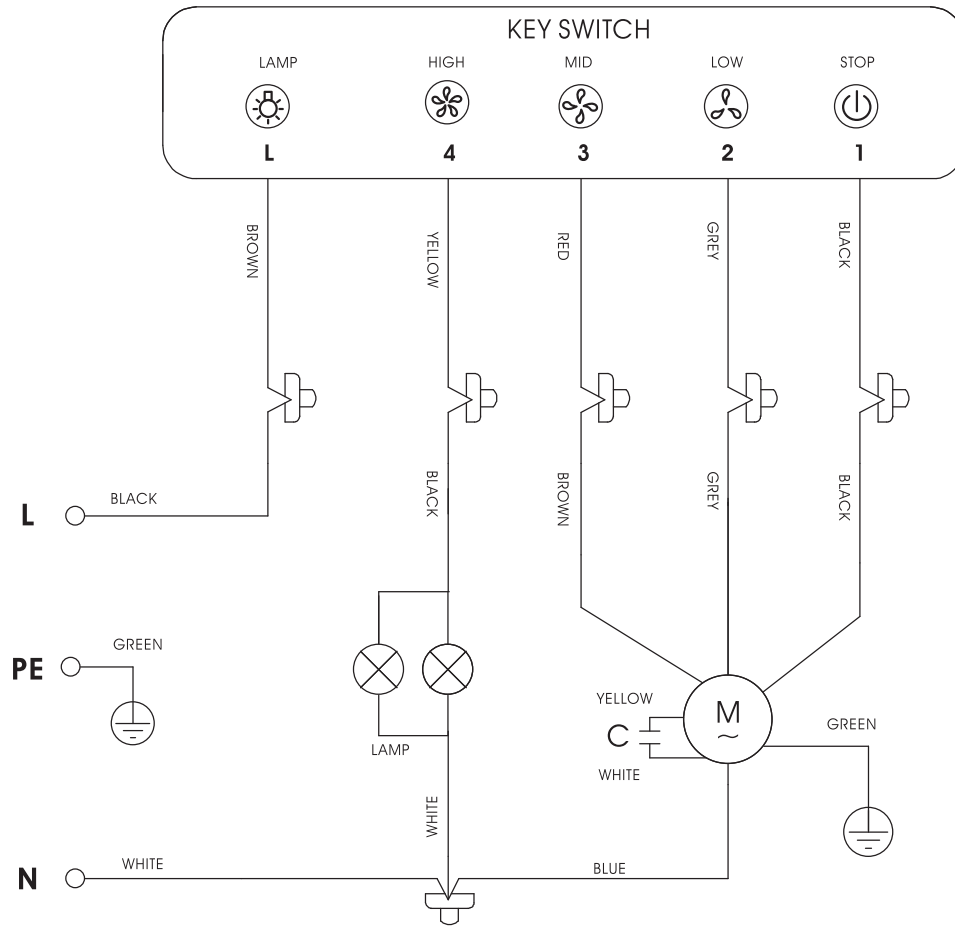 KEY SWITCH
LAMP HIGH MID LOW STOP
L 4 3 2 1
BROWN YELLOW RED GREY BLACK
BLACK BROWN GREY BLACK
L BLACK
PE GREEN
LAMP
YELLOW
M
~
C
WHITE
GREEN
WHITE
N WHITE
BLUE